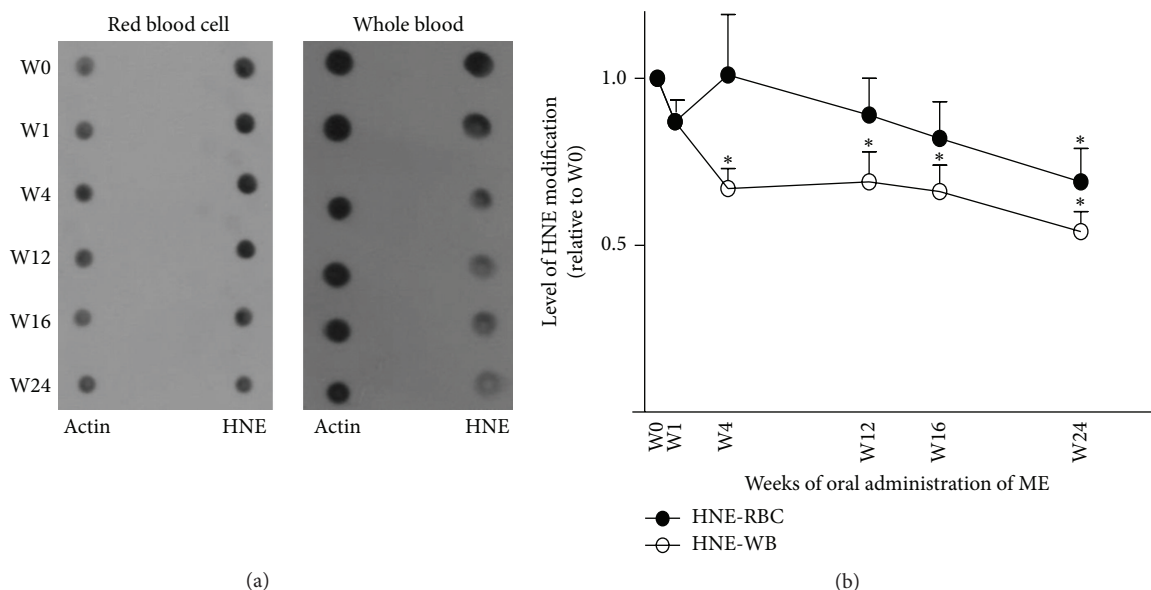 Red blood cell
Whole blood
W0
W1
W4
W12
W16
W24
Actin
HNE
Actin
HNE
(a)
Level of HNE modification
(relative to W0)
1.0
0.5
*
*
*
*
*
W0
W1
W4
W12
W16
W24
Weeks of oral administration of ME
HNE-RBC
HNE-WB
(b)